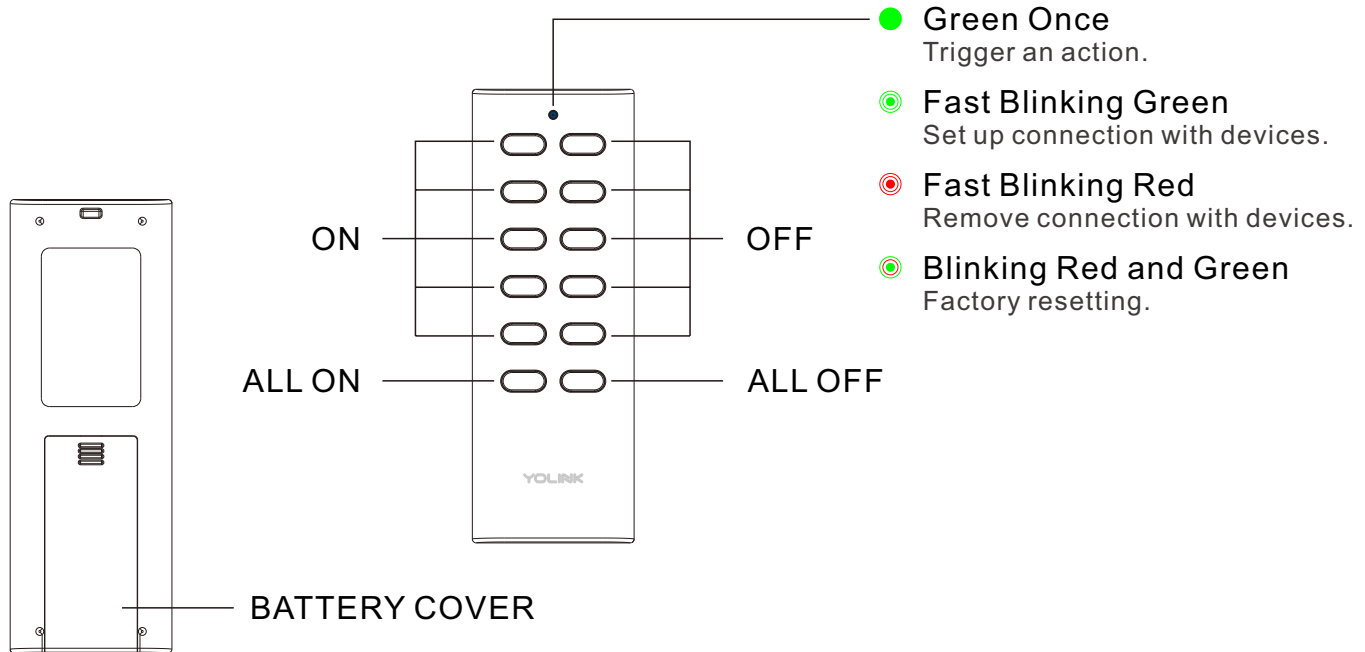 Green Once
Trigger an action.
Fast Blinking Green
Set up connection with devices.
Fast Blinking Red
Remove connection with devices.
Blinking Red and Green
Factory resetting.
ON
OFF
ALL ON
ALL OFF
YOLINK
BATTERY COVER